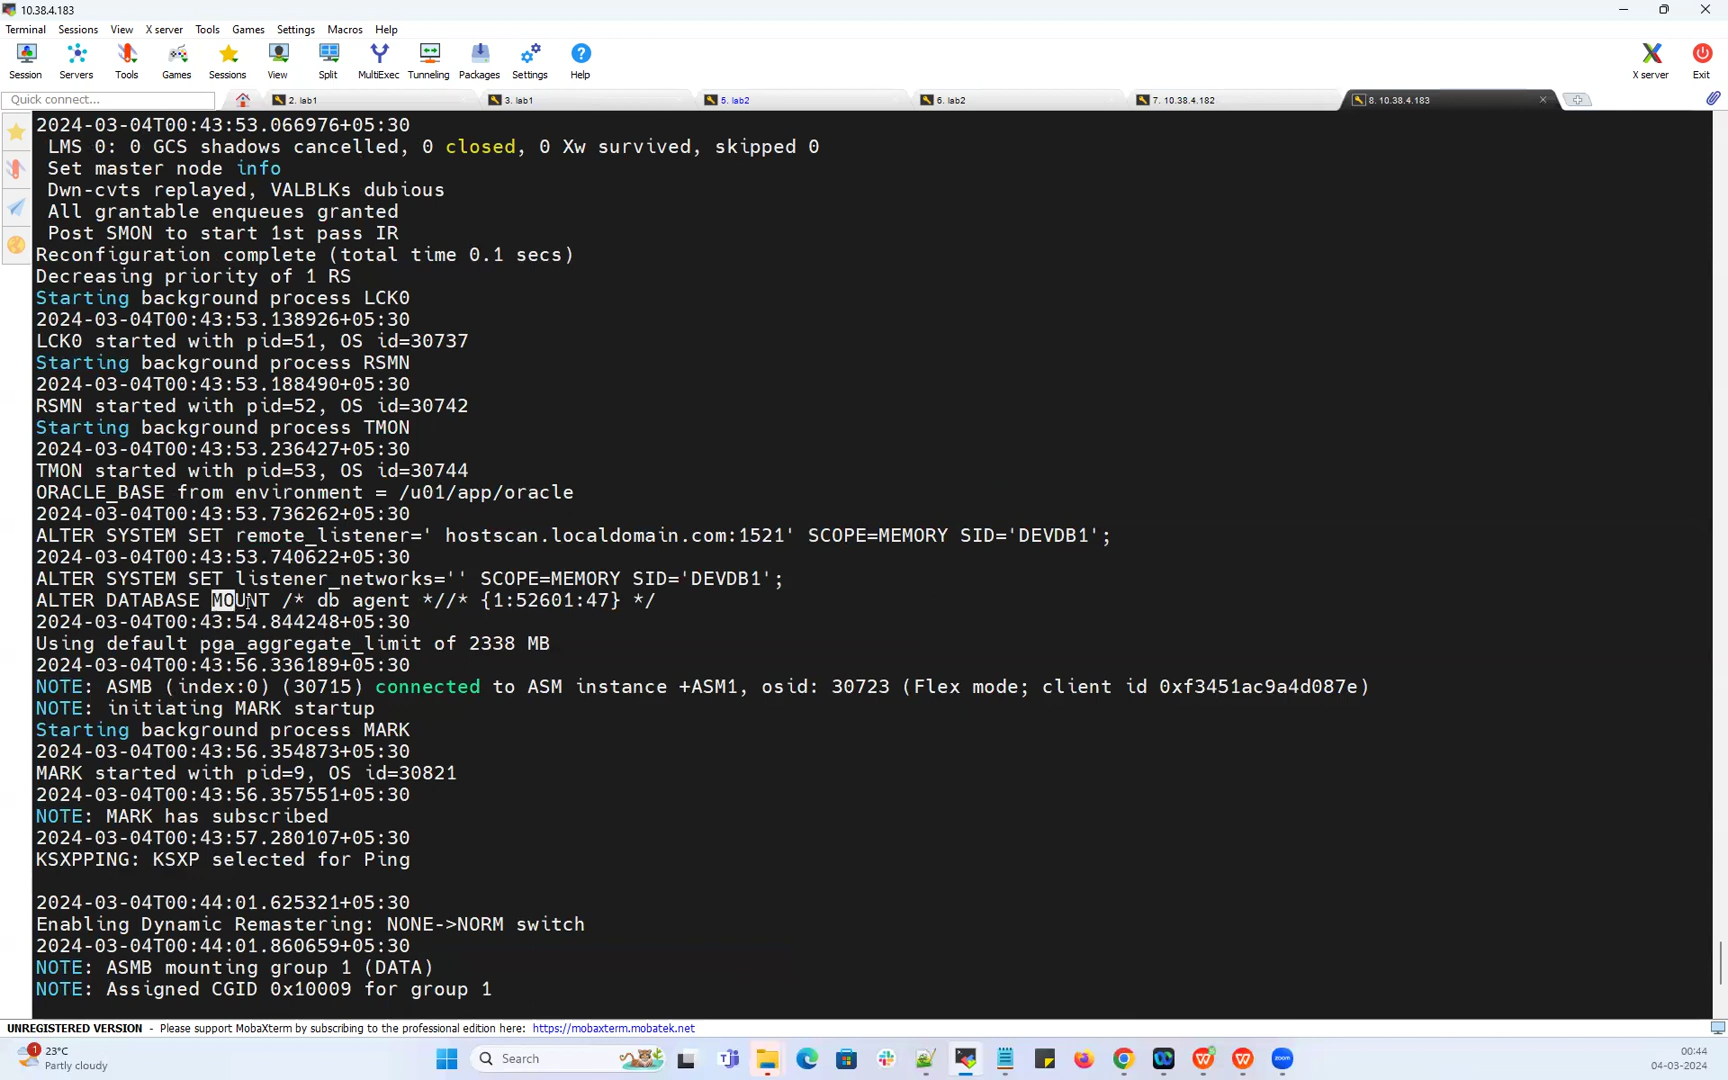 10.38.4.183
Terminal Sessions View X server Tools Games Settings Macros Help
Session Servers Tools Games Sessions View Split MultiExec Tunneling Packages Settings Help X server Exit
Quick connect... 2. lab1 3. lab1 5. lab2 6. lab2 7. 10.38.4.182 8. 10.38.4.183
2024-03-04T00:43:53.066976+05:30
LMS 0: 0 GCS shadows cancelled, 0 closed, 0 Xw survived, skipped 0
Set master node info
Dwn-cvts replayed, VALBLKs dubious
All grantable enqueues granted
Post SMON to start 1st pass IR
Reconfiguration complete (total time 0.1 secs)
Decreasing priority of 1 RS
Starting background process LCK0
2024-03-04T00:43:53.138926+05:30
LCK0 started with pid=51, OS id=30737
Starting background process RSMN
2024-03-04T00:43:53.188490+05:30
RSMN started with pid=52, OS id=30742
Starting background process TMON
2024-03-04T00:43:53.236427+05:30
TMON started with pid=53, OS id=30744
ORACLE_BASE from environment = /u01/app/oracle
2024-03-04T00:43:53.736262+05:30
ALTER SYSTEM SET remote_listener=' hostscan.localdomain.com:1521' SCOPE=MEMORY SID='DEVDB1';
2024-03-04T00:43:53.740622+05:30
ALTER SYSTEM SET listener_networks='' SCOPE=MEMORY SID='DEVDB1';
ALTER DATABASE MOUNT /* db agent *//* {1:52601:47} */
2024-03-04T00:43:54.844248+05:30
Using default pga_aggregate_limit of 2338 MB
2024-03-04T00:43:56.336189+05:30
NOTE: ASMB (index:0) (30715) connected to ASM instance +ASM1, osid: 30723 (Flex mode; client id 0xf3451ac9a4d087e)
NOTE: initiating MARK startup
Starting background process MARK
2024-03-04T00:43:56.354873+05:30
MARK started with pid=9, OS id=30821
2024-03-04T00:43:56.357551+05:30
NOTE: MARK has subscribed
2024-03-04T00:43:57.280107+05:30
KSXPPING: KSXP selected for Ping
2024-03-04T00:44:01.625321+05:30
Enabling Dynamic Remastering: NONE->NORM switch
2024-03-04T00:44:01.860659+05:30
NOTE: ASMB mounting group 1 (DATA)
NOTE: Assigned CGID 0x10009 for group 1
UNREGISTERED VERSION - Please support MobaXterm by subscribing to the professional edition here: https://mobaxterm.mobatek.net
1 23°C
Partly cloudy
Search
zoom
00:44
04-03-2024